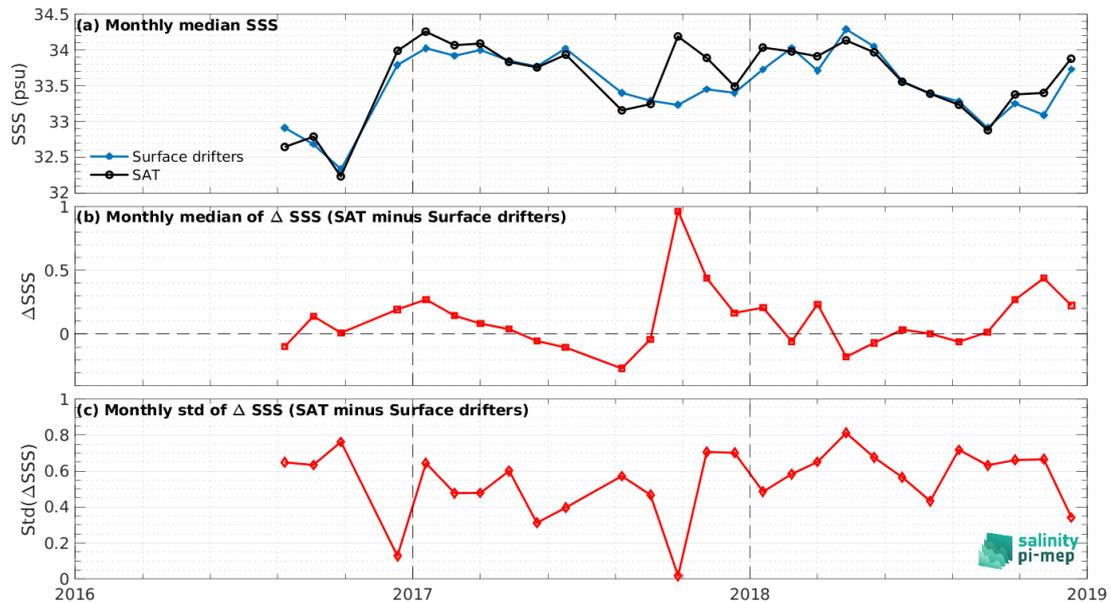 (a) Monthly median SSS
34.5
34
33.5
33
32.5
32
SSS (psu)
Surface drifters
SAT
(b) Monthly median of Δ SSS (SAT minus Surface drifters)
1
0.5
0
ΔSSS
(c) Monthly std of Δ SSS (SAT minus Surface drifters)
1
0.8
0.6
0.4
0.2
0
Std(ΔSSS)
salinity
pi-mep
2016 2017 2018 2019